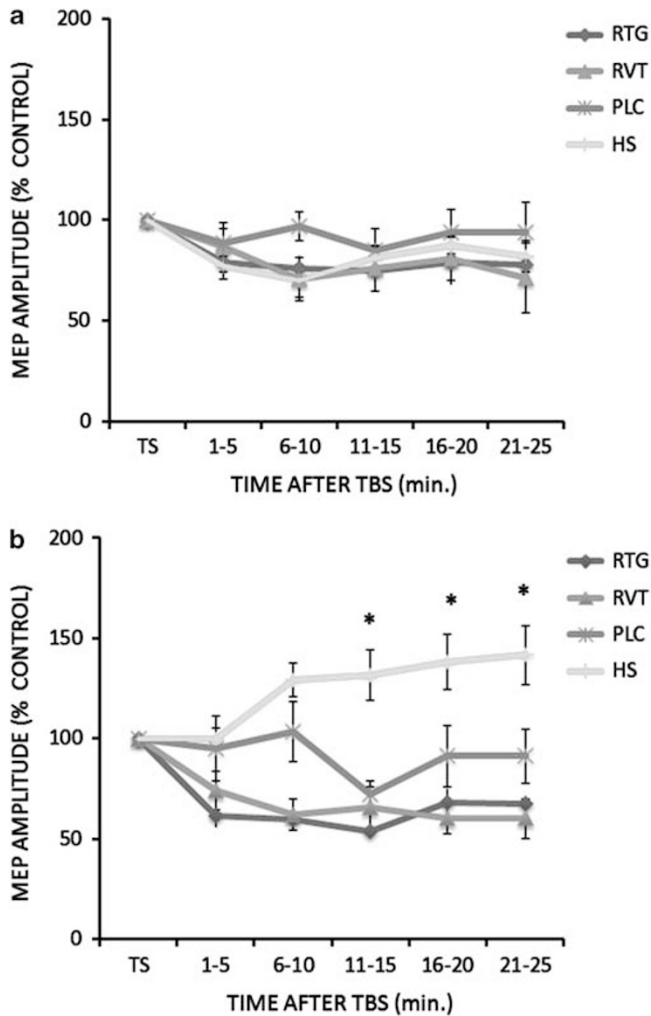 a
200
150
100
50
0
MEP AMPLITUDE (% CONTROL)
RTG
RVT
PLC
HS
TS 1-5 6-10 11-15 16-20 21-25
TIME AFTER TBS (min.)
b
200
150
100
50
0
MEP AMPLITUDE (% CONTROL)
* * *
RTG
RVT
PLC
HS
TS 1-5 6-10 11-15 16-20 21-25
TIME AFTER TBS (min.)